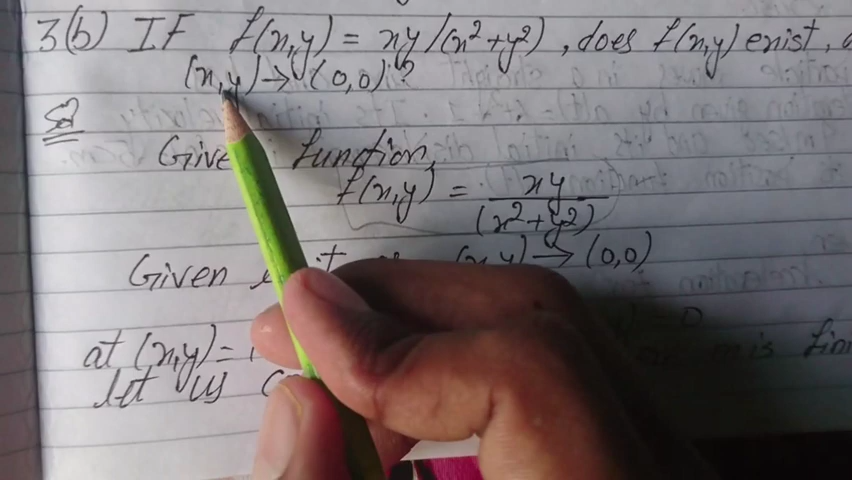 3(b) IF f(x,y) = xy/(x²+y²), does f(x,y) exist,
(x,y) → (0,0)?
Sol
Given function,
f(x,y) = xy / (x²+y²)
Given (x,y) → (0,0)
at (x,y) = = 0
let us